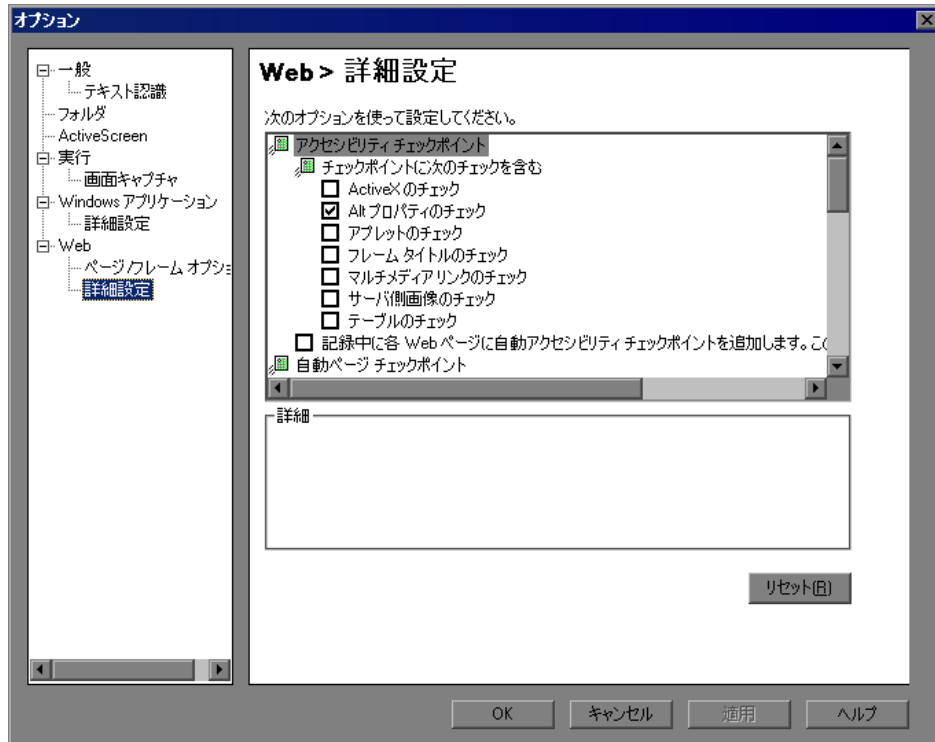 オプション
一般
テキスト認識
フォルダ
ActiveScreen
実行
画面キャプチャ
Windows アプリケーション
詳細設定
Web
ページ/フレーム オプショ
詳細設定
Web > 詳細設定
次のオプションを使って設定してください。
アクセシビリティ チェックポイント
チェックポイントに次のチェックを含む
ActiveX のチェック
Alt プロパティのチェック
アプレットのチェック
フレーム タイトルのチェック
マルチメディア リンクのチェック
サーバ側画像のチェック
テーブルのチェック
記録中に各 Web ページに自動アクセシビリティ チェックポイントを追加します。この
自動ページ チェックポイント
詳細
リセット(R)
OK
キャンセル
適用
ヘルプ